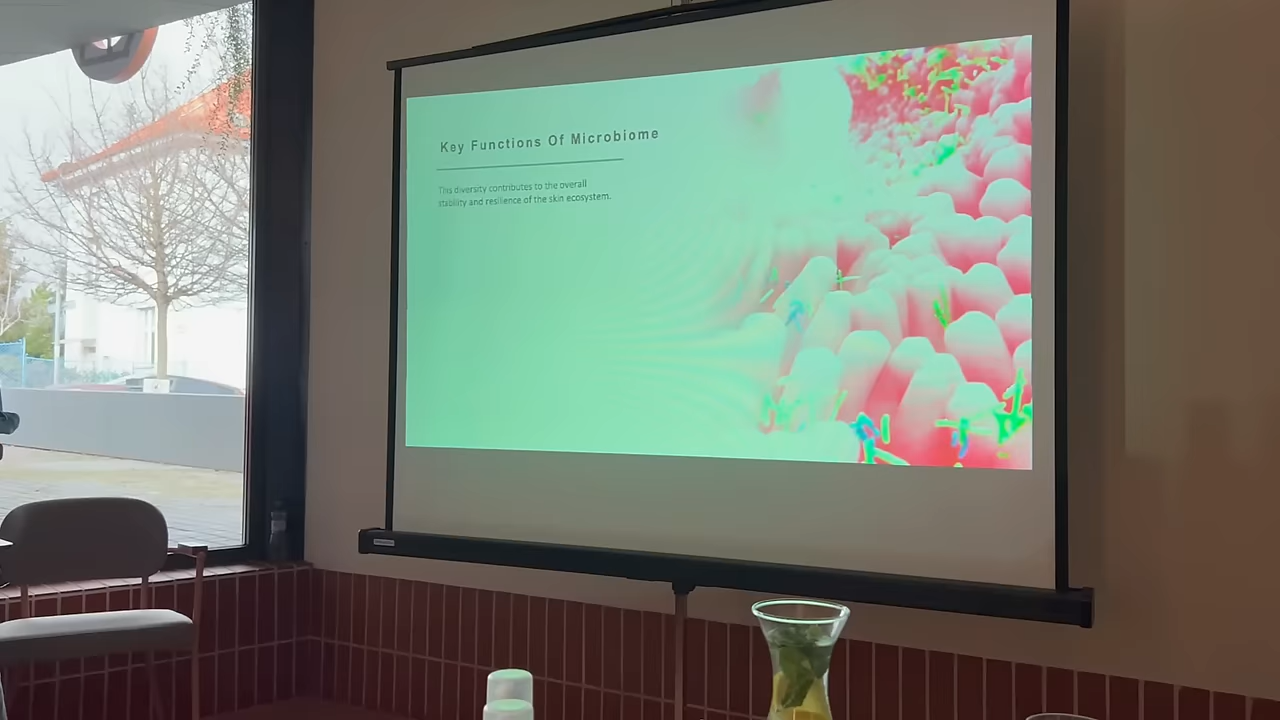 Key Functions Of Microbiome
This diversity contributes to the overall
stability and resilience of the skin ecosystem.